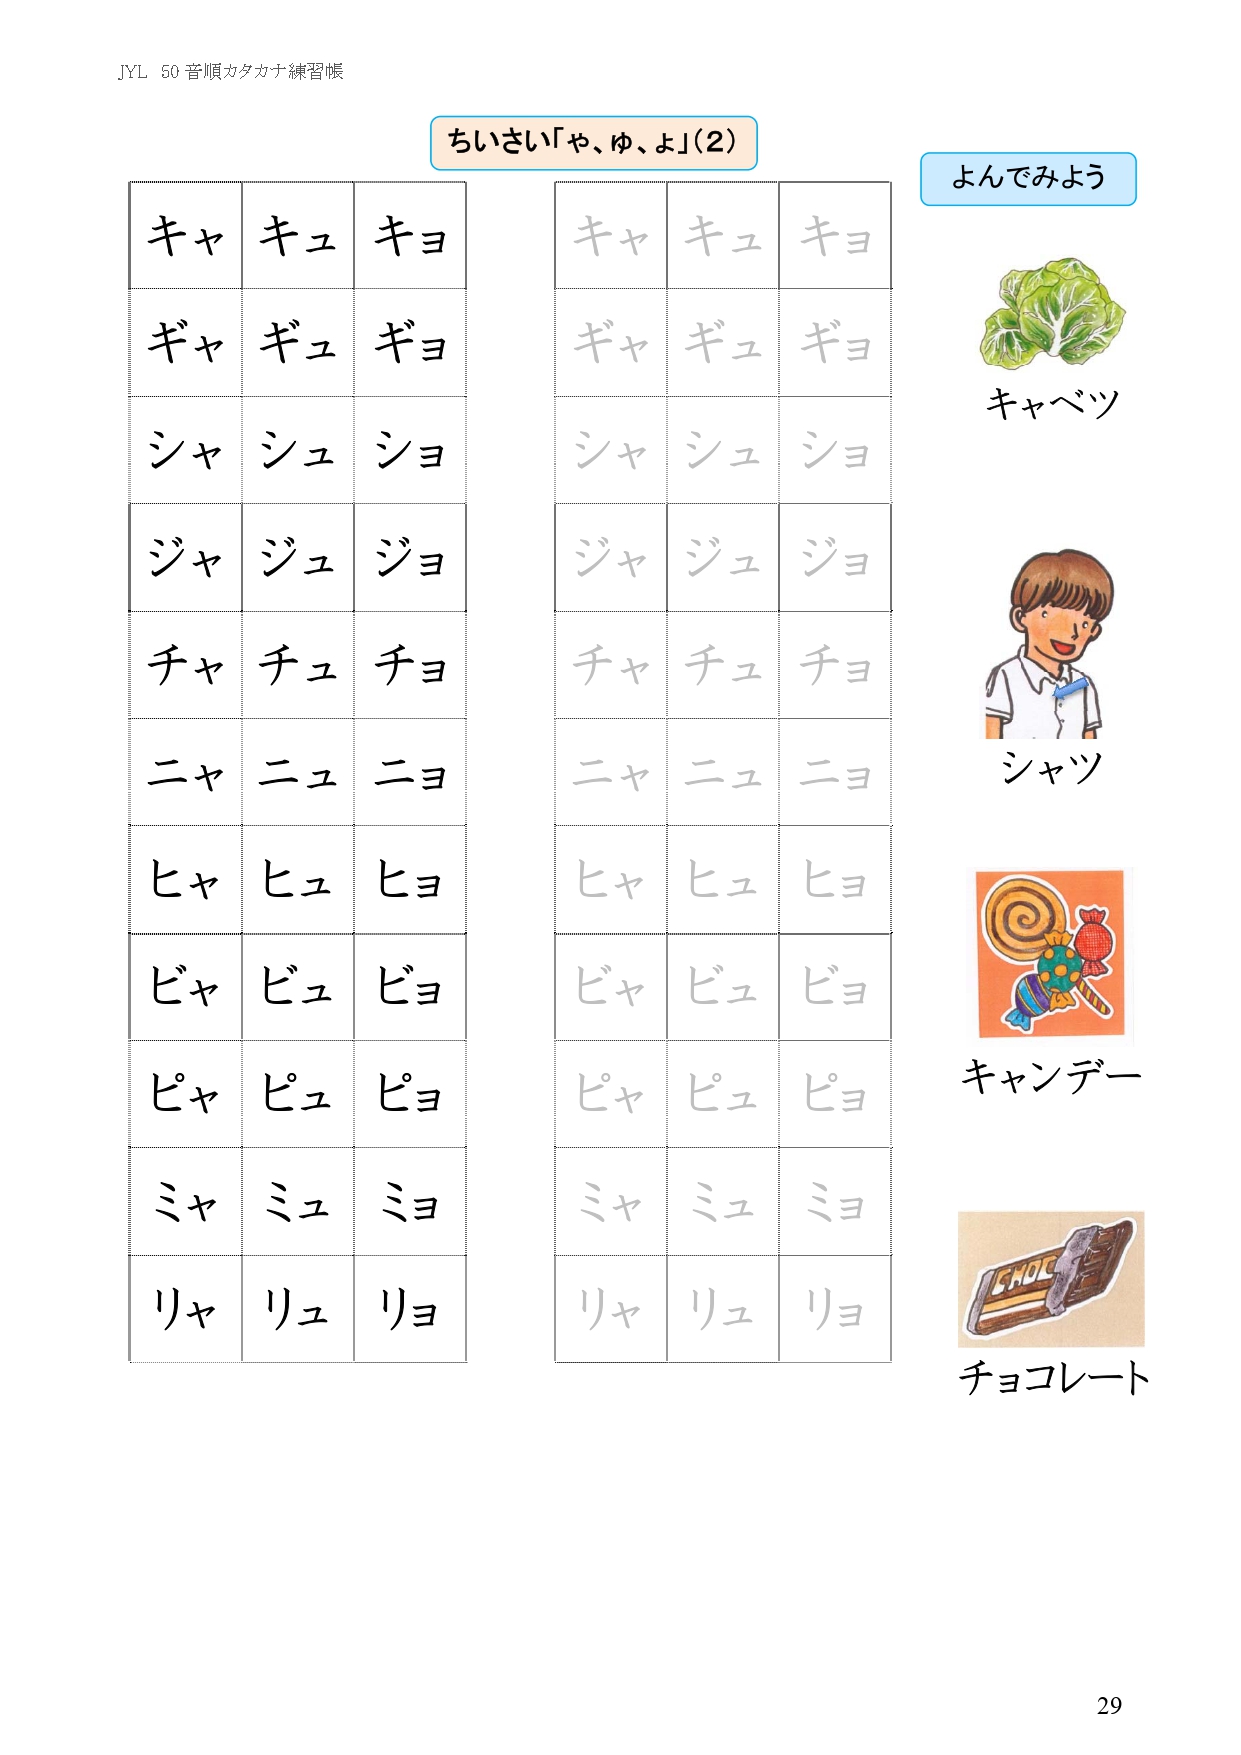 JYL 50音順カタカナ練習帳
ちいさい「ゃ、ゅ、ょ」（２）
よんでみよう
キャ キュ キョ キャ キュ キョ
ギャ ギュ ギョ ギャ ギュ ギョ
キャベツ
シャ シュ ショ シャ シュ ショ
ジャ ジュ ジョ ジャ ジュ ジョ
チャ チュ チョ チャ チュ チョ
シャツ
ニャ ニュ ニョ ニャ ニュ ニョ
ヒャ ヒュ ヒョ ヒャ ヒュ ヒョ
ビャ ビュ ビョ ビャ ビュ ビョ
キャンデー
ピャ ピュ ピョ ピャ ピュ ピョ
ミャ ミュ ミョ ミャ ミュ ミョ
CHOC
リャ リュ リョ リャ リュ リョ
チョコレート
29